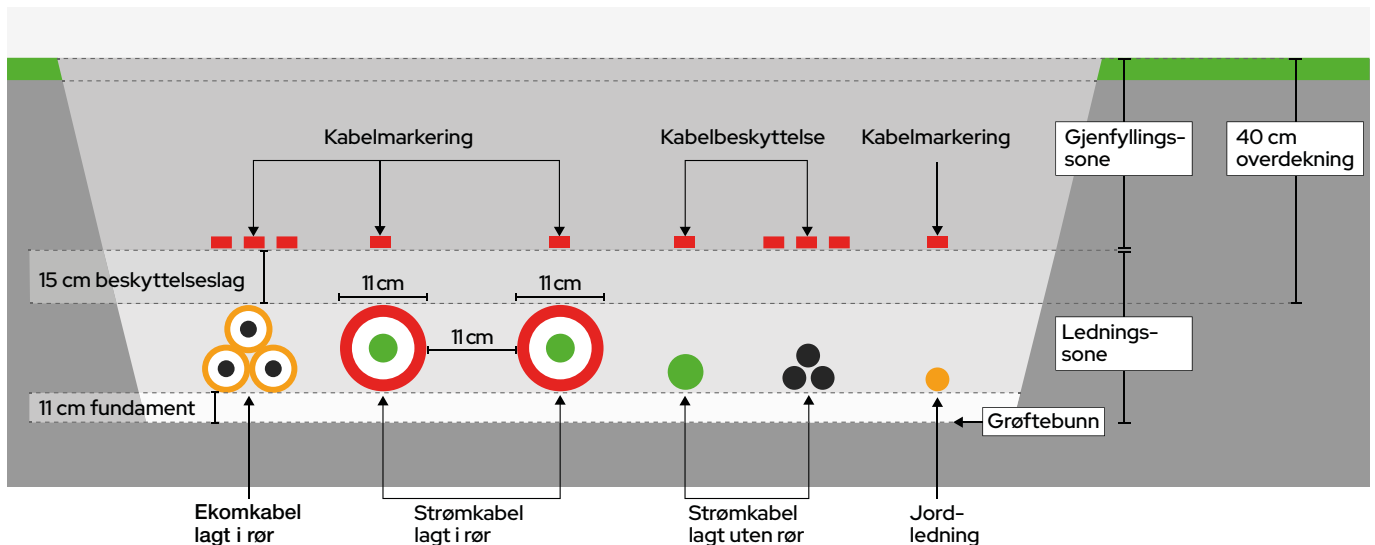 Kabelmarkering
Kabelbeskyttelse
Kabelmarkering
Gjenfyllings-
sone
40 cm
overdekning
15 cm beskyttelseslag
11 cm
11 cm
11 cm
Lednings-
sone
11 cm fundament
Grøftebunn
Ekomkabel
lagt i rør
Strømkabel
lagt i rør
Strømkabel
lagt uten rør
Jord-
ledning